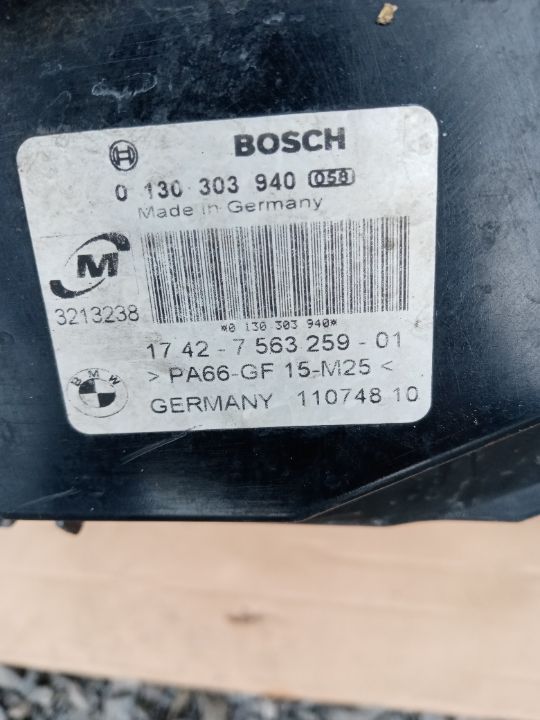 BOSCH
0 130 303 940 058
Made in Germany
M
3213238
*0 130 303 940*
17 42 - 7 563 259 - 01
> PA66-GF 15-M25 <
BMW
GERMANY 110748 10